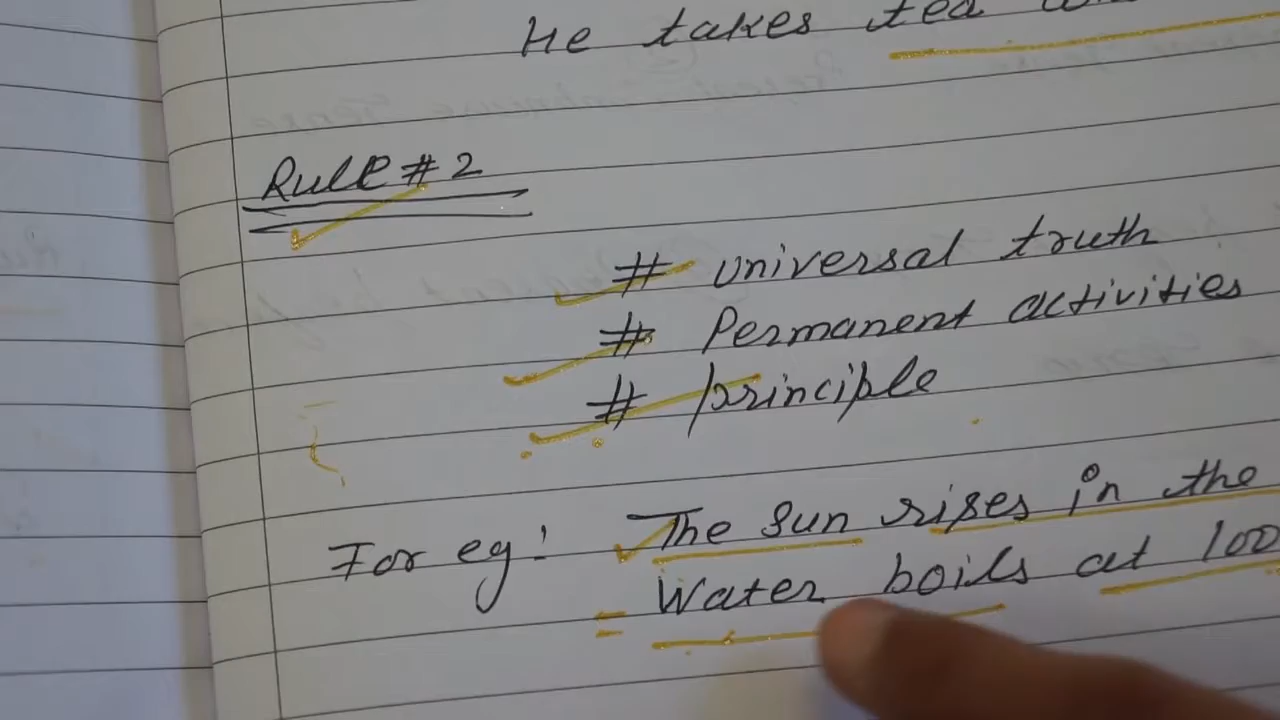 He takes tea
Rule # 2
# universal truth
# Permanent activities
# principle
For eg: The sun rises in the
Water boils at 100